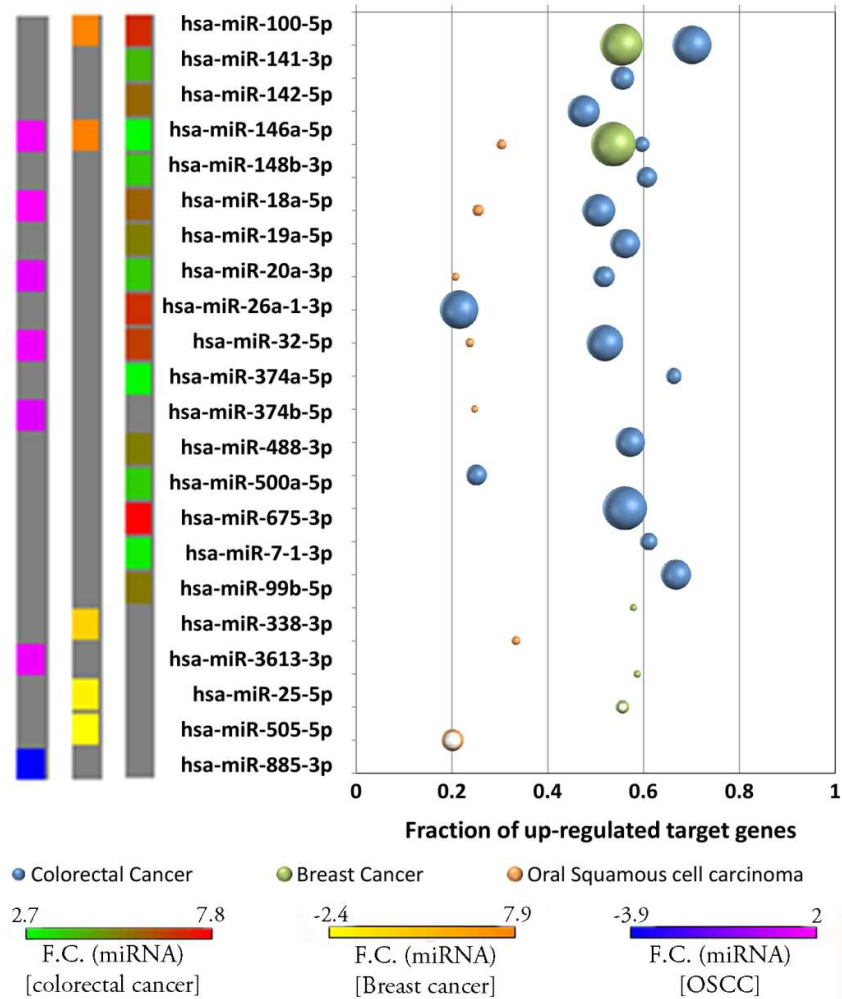 hsa-miR-100-5p
hsa-miR-141-3p
hsa-miR-142-5p
hsa-miR-146a-5p
hsa-miR-148b-3p
hsa-miR-18a-5p
hsa-miR-19a-5p
hsa-miR-20a-3p
hsa-miR-26a-1-3p
hsa-miR-32-5p
hsa-miR-374a-5p
hsa-miR-374b-5p
hsa-miR-488-3p
hsa-miR-500a-5p
hsa-miR-675-3p
hsa-miR-7-1-3p
hsa-miR-99b-5p
hsa-miR-338-3p
hsa-miR-3613-3p
hsa-miR-25-5p
hsa-miR-505-5p
hsa-miR-885-3p
0 0.2 0.4 0.6 0.8 1
Fraction of up-regulated target genes
Colorectal Cancer Breast Cancer Oral Squamous cell carcinoma
2.7 7.8 -2.4 7.9 -3.9 2
F.C. (miRNA) F.C. (miRNA) F.C. (miRNA)
[colorectal cancer] [Breast cancer] [OSCC]